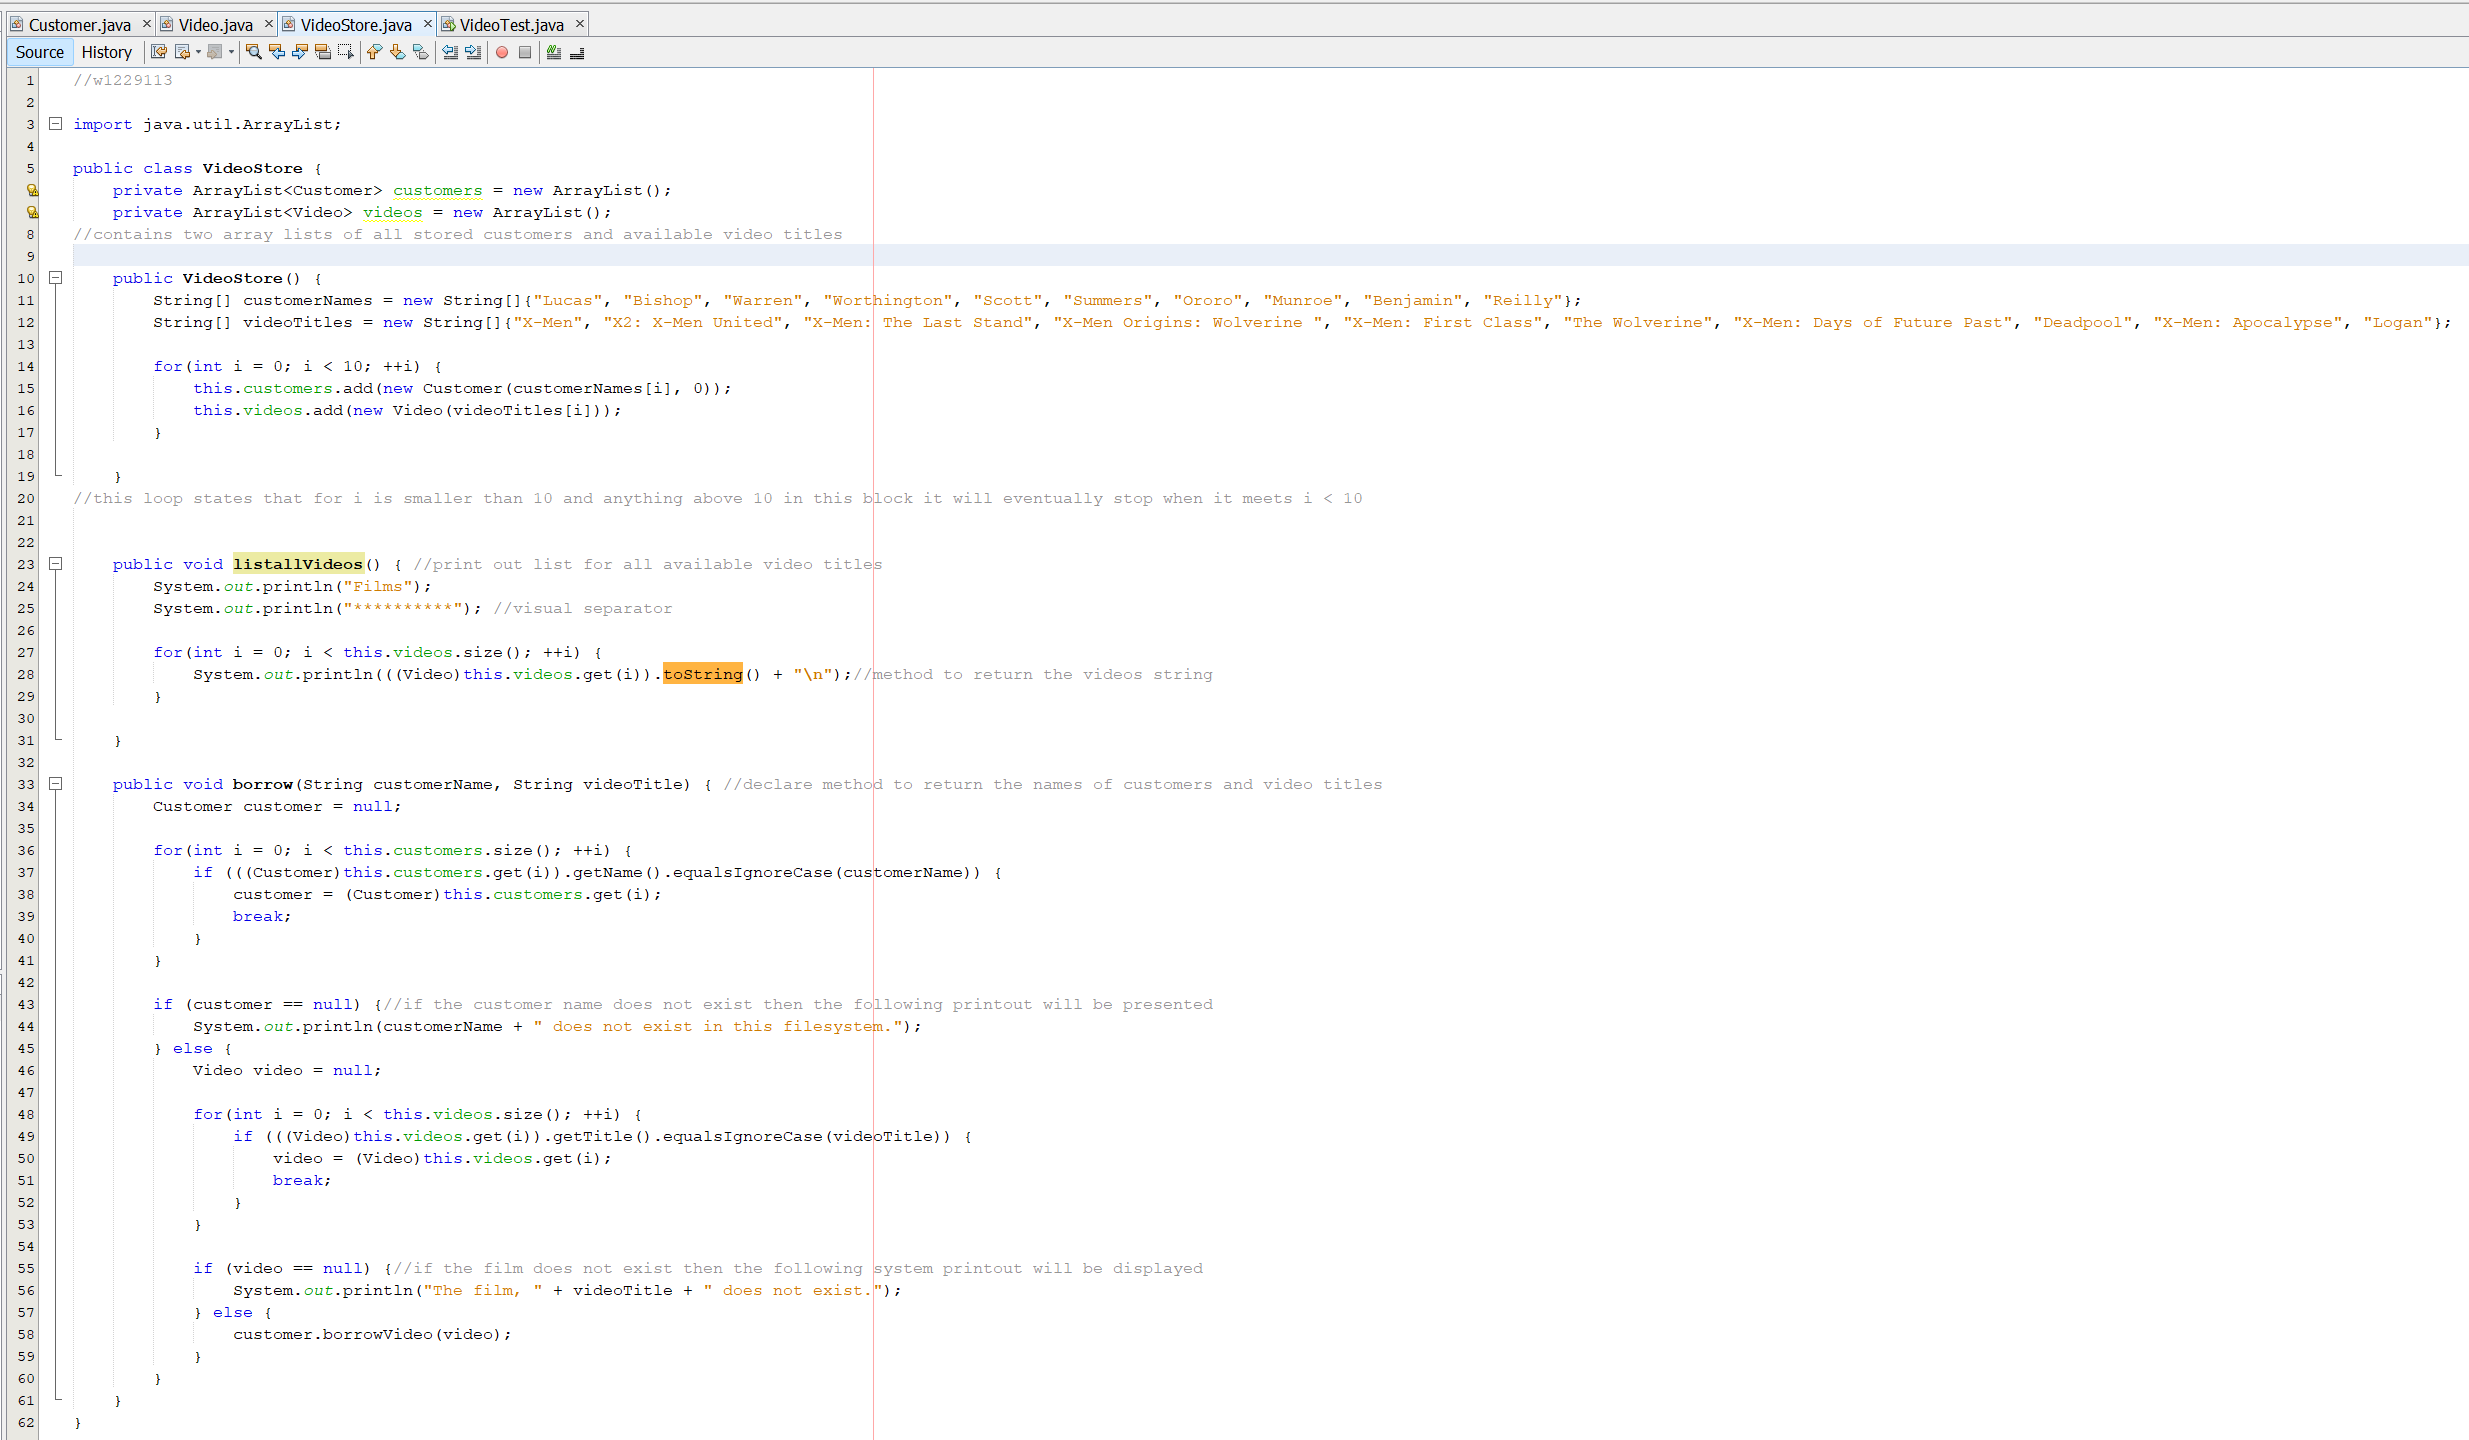 Customer.java × Video.java × VideoStore.java × VideoTest.java ×
Source History
1 //w1229113
2
3 import java.util.ArrayList;
4
5 public class VideoStore {
private ArrayList<Customer> customers = new ArrayList();
private ArrayList<Video> videos = new ArrayList();
8 //contains two array lists of all stored customers and available video titles
9
10 public VideoStore() {
11 String[] customerNames = new String[]{"Lucas", "Bishop", "Warren", "Worthington", "Scott", "Summers", "Ororo", "Munroe", "Benjamin", "Reilly"};
12 String[] videoTitles = new String[]{"X-Men", "X2: X-Men United", "X-Men: The Last Stand", "X-Men Origins: Wolverine ", "X-Men: First Class", "The Wolverine", "X-Men: Days of Future Past", "Deadpool", "X-Men: Apocalypse", "Logan"};
13
14 for(int i = 0; i < 10; ++i) {
15 this.customers.add(new Customer(customerNames[i], 0));
16 this.videos.add(new Video(videoTitles[i]));
17 }
18
19 }
20 //this loop states that for i is smaller than 10 and anything above 10 in this block it will eventually stop when it meets i < 10
21
22
23 public void listallVideos() { //print out list for all available video titles
24 System.out.println("Films");
25 System.out.println("**********"); //visual separator
26
27 for(int i = 0; i < this.videos.size(); ++i) {
28 System.out.println(((Video)this.videos.get(i)).toString() + "\n");//method to return the videos string
29 }
30
31 }
32
33 public void borrow(String customerName, String videoTitle) { //declare method to return the names of customers and video titles
34 Customer customer = null;
35
36 for(int i = 0; i < this.customers.size(); ++i) {
37 if (((Customer)this.customers.get(i)).getName().equalsIgnoreCase(customerName)) {
38 customer = (Customer)this.customers.get(i);
39 break;
40 }
41 }
42
43 if (customer == null) {//if the customer name does not exist then the following printout will be presented
44 System.out.println(customerName + " does not exist in this filesystem.");
45 } else {
46 Video video = null;
47
48 for(int i = 0; i < this.videos.size(); ++i) {
49 if (((Video)this.videos.get(i)).getTitle().equalsIgnoreCase(videoTitle)) {
50 video = (Video)this.videos.get(i);
51 break;
52 }
53 }
54
55 if (video == null) {//if the film does not exist then the following system printout will be displayed
56 System.out.println("The film, " + videoTitle + " does not exist.");
57 } else {
58 customer.borrowVideo(video);
59 }
60 }
61 }
62 }